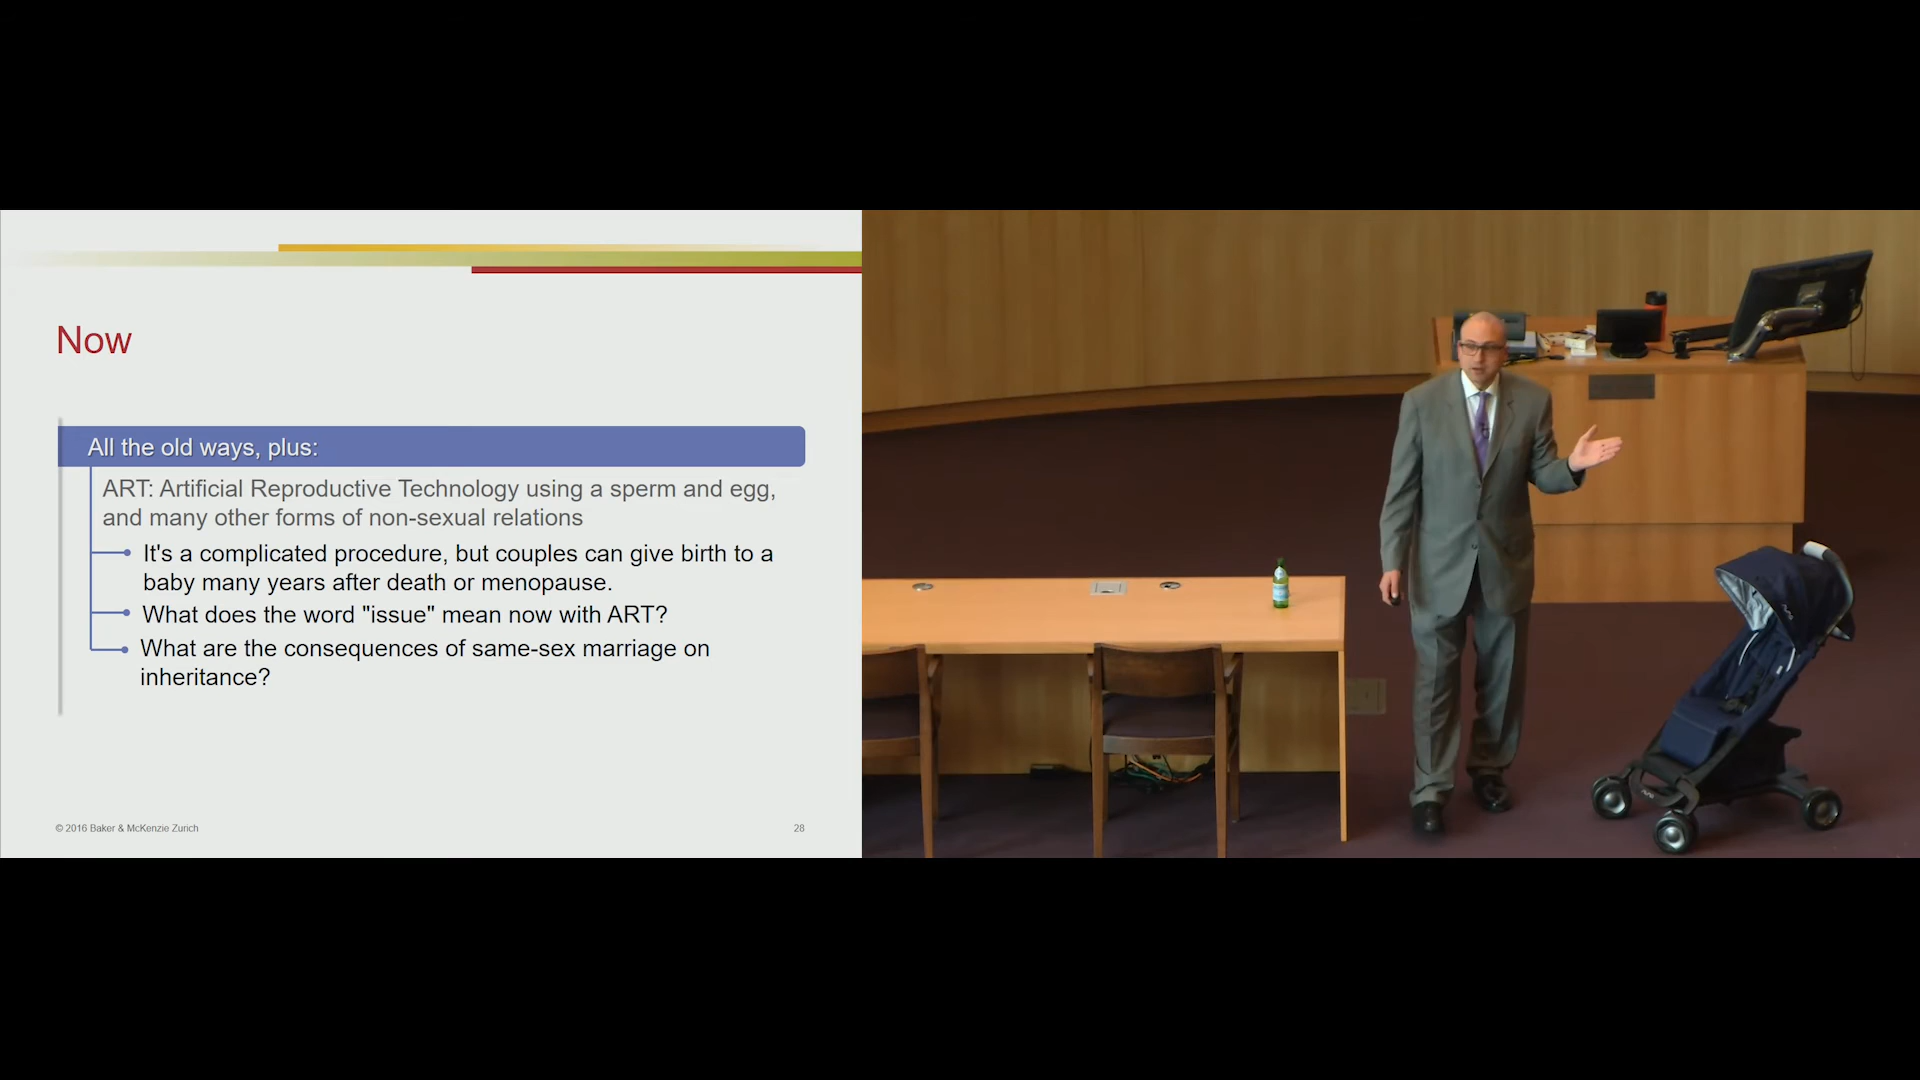 Now
All the old ways, plus:
ART: Artificial Reproductive Technology using a sperm and egg,
and many other forms of non-sexual relations
It's a complicated procedure, but couples can give birth to a
baby many years after death or menopause.
What does the word "issue" mean now with ART?
What are the consequences of same-sex marriage on
inheritance?
© 2016 Baker & McKenzie Zurich
28
nuna